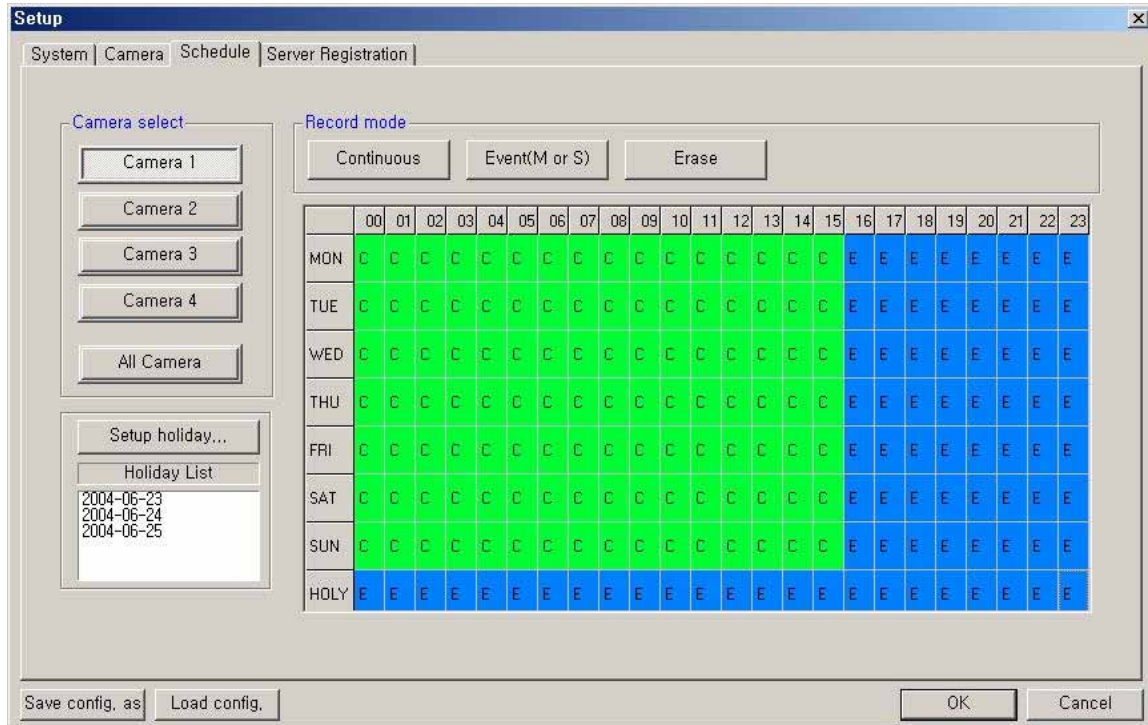 Setup
System Camera Schedule Server Registration
Camera select
Camera 1
Camera 2
Camera 3
Camera 4
All Camera
Setup holiday...
Holiday List
2004-06-23
2004-06-24
2004-06-25
Record mode
Continuous Event(M or S) Erase
00 01 02 03 04 05 06 07 08 09 10 11 12 13 14 15 16 17 18 19 20 21 22 23
MON C C C C C C C C C C C C C C C C E E E E E E E E
TUE C C C C C C C C C C C C C C C C E E E E E E E E
WED C C C C C C C C C C C C C C C C E E E E E E E E
THU C C C C C C C C C C C C C C C C E E E E E E E E
FRI C C C C C C C C C C C C C C C C E E E E E E E E
SAT C C C C C C C C C C C C C C C C E E E E E E E E
SUN C C C C C C C C C C C C C C C C E E E E E E E E
HOLY E E E E E E E E E E E E E E E E E E E E E E E E
Save config, as Load config, OK Cancel